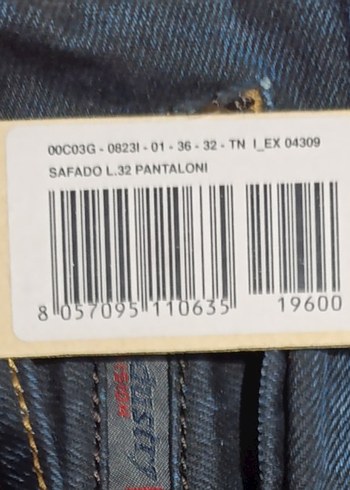 00C03G - 0823I - 01 - 36 - 32 - TN I_EX 04309
SAFADO L.32 PANTALONI
8 057095 110635 19600